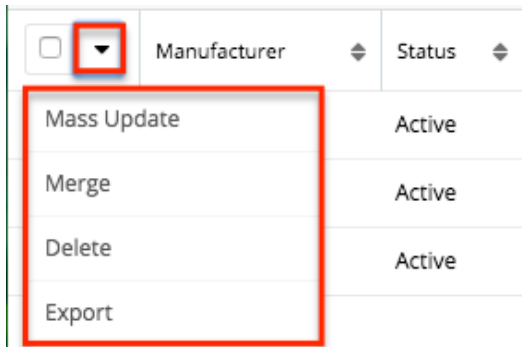 Manufacturer Status
Mass Update Active
Merge Active
Delete Active
Export